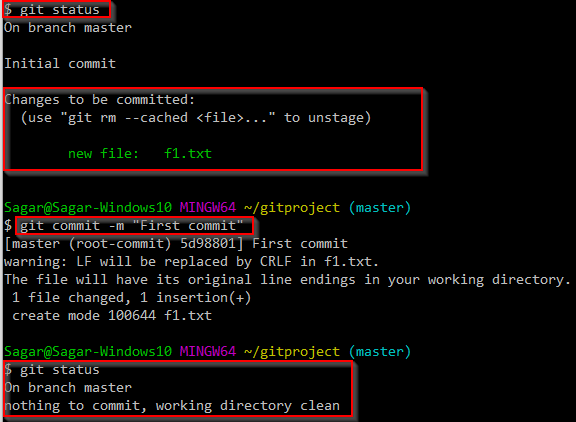 $ git status
On branch master
Initial commit
Changes to be committed:
(use "git rm --cached <file>..." to unstage)
new file: f1.txt
Sagar@Sagar-Windows10 MINGW64 ~/gitproject (master)
$ git commit -m "First commit"
[master (root-commit) 5d98801] First commit
warning: LF will be replaced by CRLF in f1.txt.
The file will have its original line endings in your working directory.
1 file changed, 1 insertion(+)
create mode 100644 f1.txt
Sagar@Sagar-Windows10 MINGW64 ~/gitproject (master)
$ git status
On branch master
nothing to commit, working directory clean